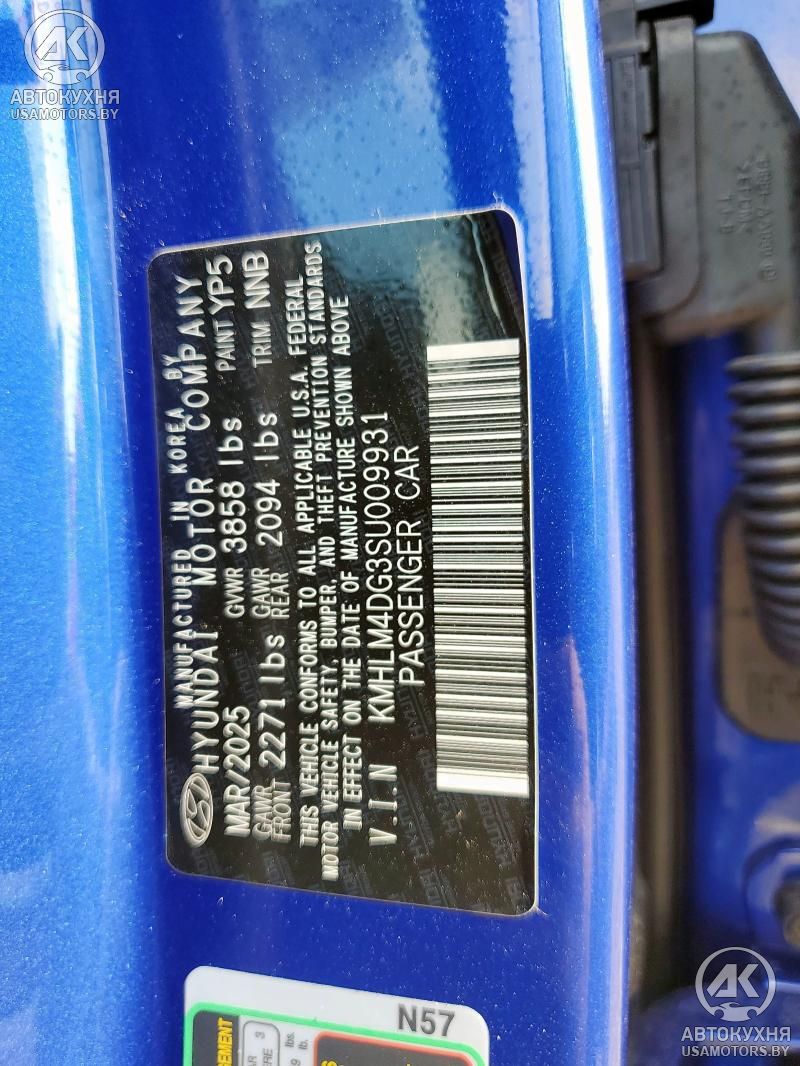 АВТОКУХНЯ
USAMOTORS.BY
MANUFACTURED IN KOREA BY
HYUNDAI MOTOR COMPANY
MAR/2025 GVWR 3858 lbs PAINT YP5
GAWR FRONT 2271 lbs GAWR REAR 2094 lbs TRIM NNB
THIS VEHICLE CONFORMS TO ALL APPLICABLE U.S.A. FEDERAL
MOTOR VEHICLE SAFETY, BUMPER, AND THEFT PREVENTION STANDARDS
IN EFFECT ON THE DATE OF MANUFACTURE SHOWN ABOVE
V.I.N KMHLM4DG3SU009931
PASSENGER CAR
N57
АВТОКУХНЯ
USAMOTORS.BY